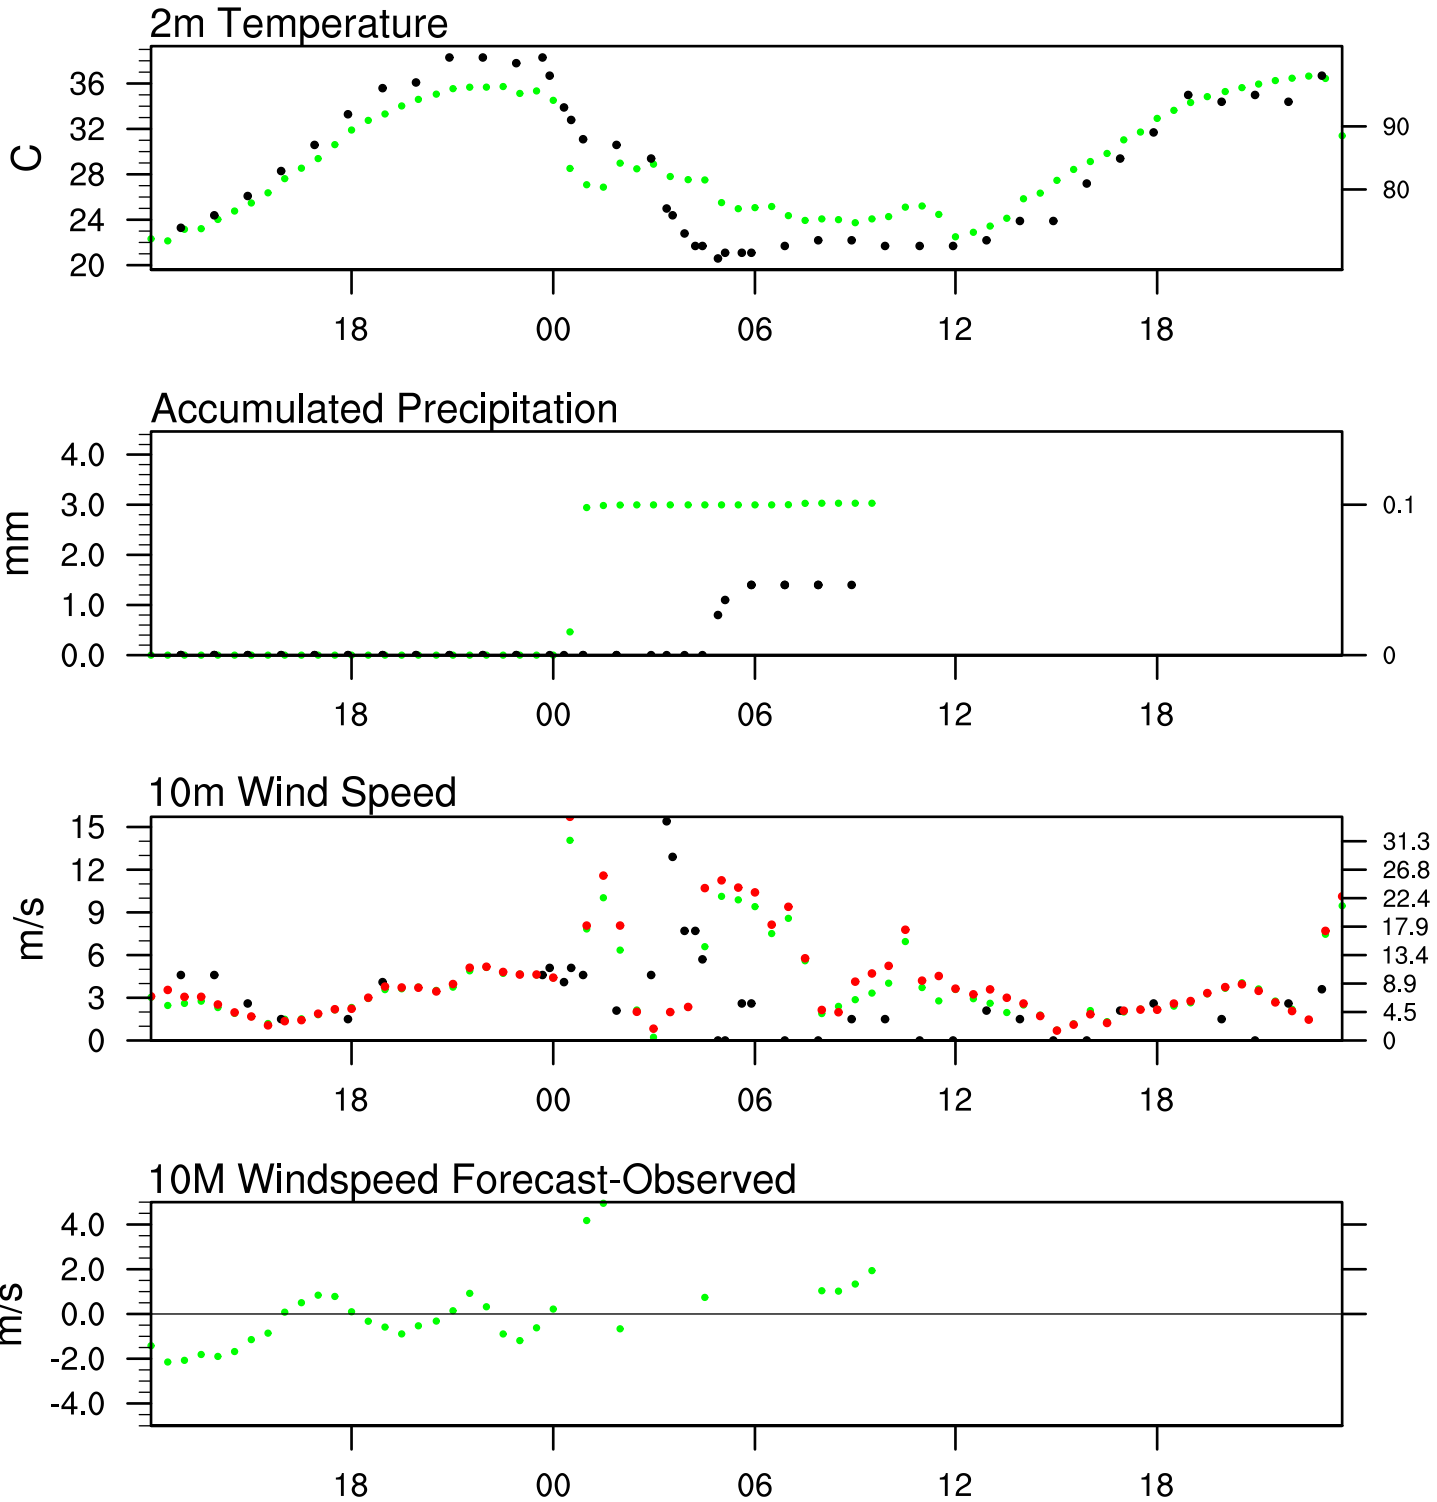 2m Temperature
C
36
32
28
24
20
90
80
18 00 06 12 18
Accumulated Precipitation
mm
4.0
3.0
2.0
1.0
0.0
0.1
0
18 00 06 12 18
10m Wind Speed
m/s
15
12
9
6
3
0
31.3
26.8
22.4
17.9
13.4
8.9
4.5
0
18 00 06 12 18
10M Windspeed Forecast-Observed
m/s
4.0
2.0
0.0
-2.0
-4.0
18 00 06 12 18